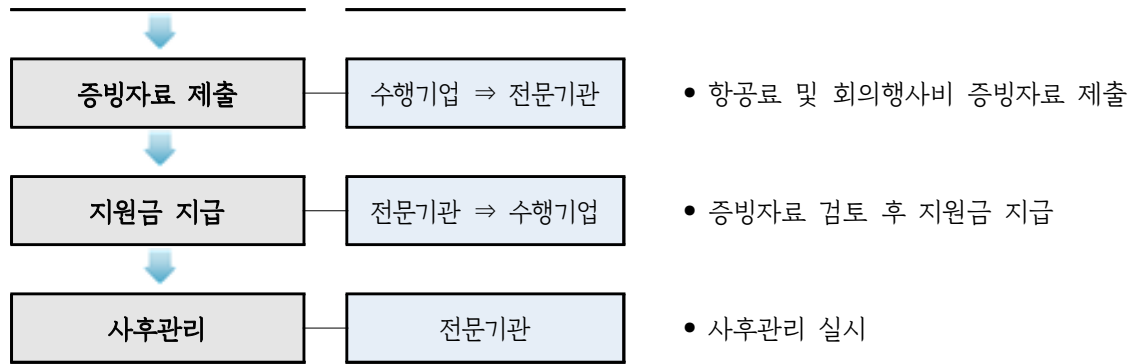 증빙자료 제출 수행기업 ⇒ 전문기관 • 항공료 및 회의행사비 증빙자료 제출
지원금 지급 전문기관 ⇒ 수행기업 • 증빙자료 검토 후 지원금 지급
사후관리 전문기관 • 사후관리 실시